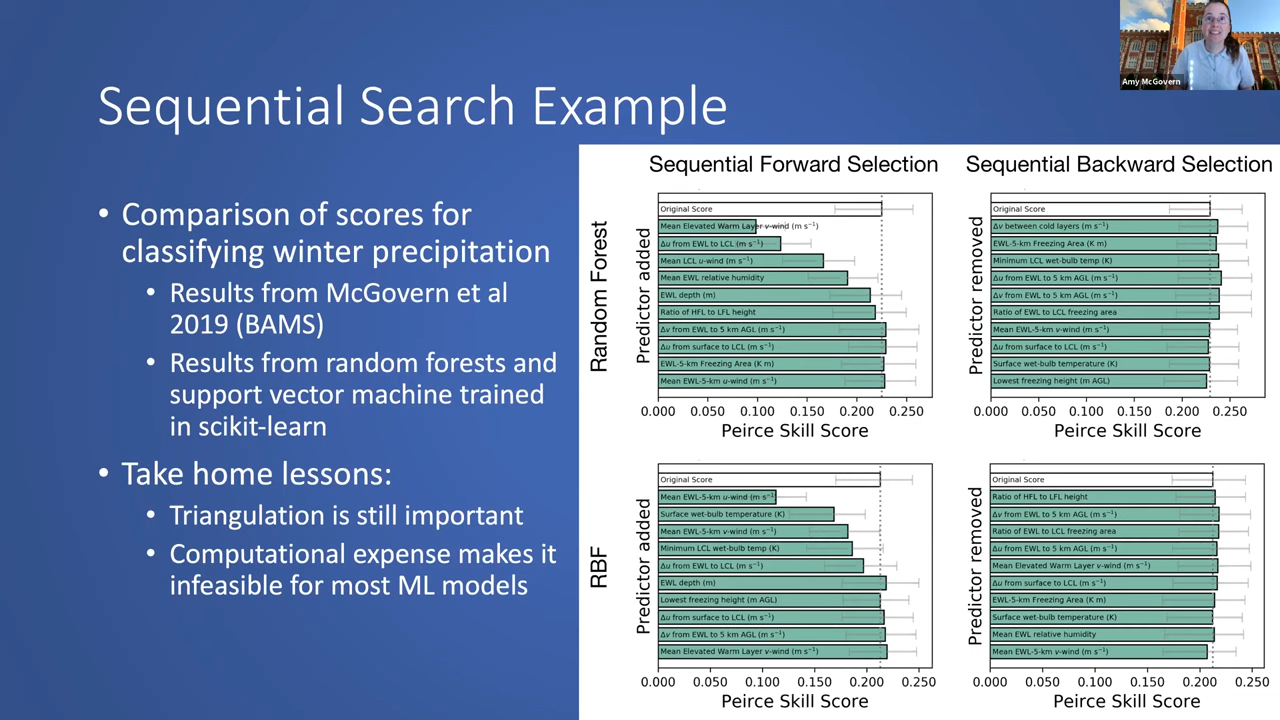 Amy McGovern
Sequential Search Example
• Comparison of scores for
classifying winter precipitation
• Results from McGovern et al
2019 (BAMS)
• Results from random forests and
support vector machine trained
in scikit-learn
• Take home lessons:
• Triangulation is still important
• Computational expense makes it
infeasible for most ML models
Sequential Forward Selection
Sequential Backward Selection
Random Forest
Predictor added
Original Score
Mean Elevated Warm Layer v-wind (m s⁻¹)
Δu from EWL to LCL (m s⁻¹)
Mean LCL u-wind (m s⁻¹)
Mean EWL relative humidity
EWL depth (m)
Ratio of HFL to LFL height
Δv from EWL to 5 km AGL (m s⁻¹)
Δu from surface to LCL (m s⁻¹)
EWL-5-km Freezing Area (K m)
Mean EWL-5-km u-wind (m s⁻¹)
0.000 0.050 0.100 0.150 0.200 0.250
Peirce Skill Score
Predictor removed
Original Score
Δv between cold layers (m s⁻¹)
EWL-5-km Freezing Area (K m)
Minimum LCL wet-bulb temp (K)
Δu from EWL to 5 km AGL (m s⁻¹)
Δv from EWL to 5 km AGL (m s⁻¹)
Ratio of EWL to LCL freezing area
Mean EWL-5-km v-wind (m s⁻¹)
Δu from surface to LCL (m s⁻¹)
Surface wet-bulb temperature (K)
Lowest freezing height (m AGL)
0.000 0.050 0.100 0.150 0.200 0.250
Peirce Skill Score
RBF
Predictor added
Original Score
Mean EWL-5-km u-wind (m s⁻¹)
Surface wet-bulb temperature (K)
Mean EWL-5-km v-wind (m s⁻¹)
Minimum LCL wet-bulb temp (K)
Δu from EWL to LCL (m s⁻¹)
EWL depth (m)
Lowest freezing height (m AGL)
Δu from surface to LCL (m s⁻¹)
Δv from EWL to 5 km AGL (m s⁻¹)
Mean Elevated Warm Layer v-wind (m s⁻¹)
0.000 0.050 0.100 0.150 0.200 0.250
Peirce Skill Score
Predictor removed
Original Score
Ratio of HFL to LFL height
Δv from EWL to 5 km AGL (m s⁻¹)
Ratio of EWL to LCL freezing area
Δu from EWL to 5 km AGL (m s⁻¹)
Mean Elevated Warm Layer v-wind (m s⁻¹)
Δu from surface to LCL (m s⁻¹)
EWL-5-km Freezing Area (K m)
Surface wet-bulb temperature (K)
Mean EWL relative humidity
Mean EWL-5-km v-wind (m s⁻¹)
0.000 0.050 0.100 0.150 0.200 0.250
Peirce Skill Score